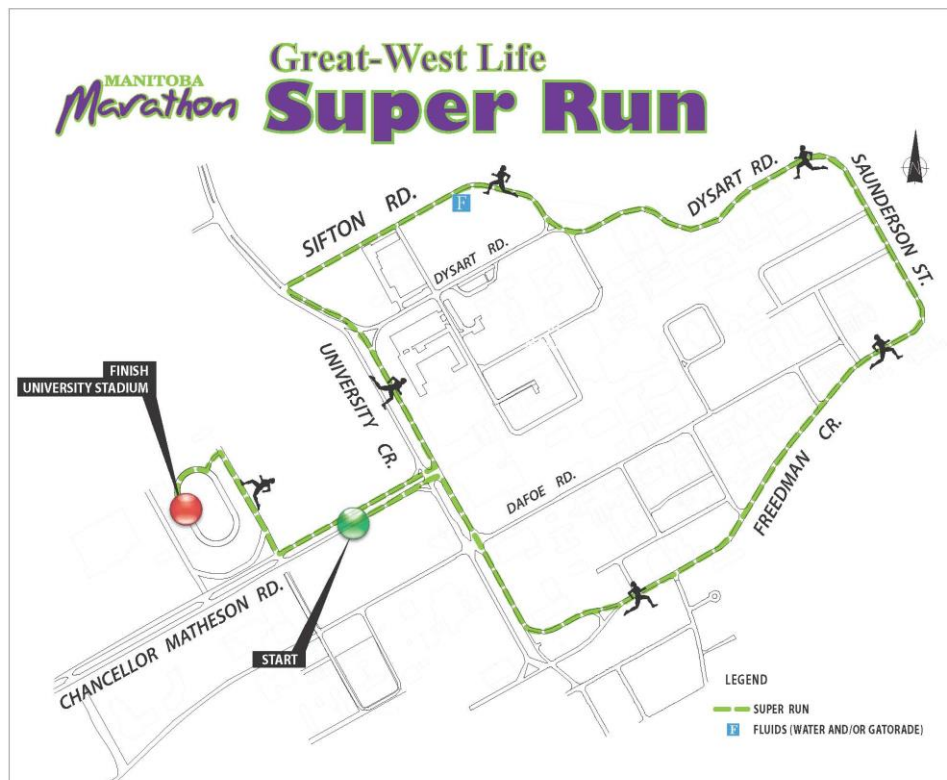 MANITOBA
Marathon
Great-West Life
Super Run
N
SIFTON RD.
F
DYSART RD.
DYSART RD.
SAUNDERSON ST.
UNIVERSITY CR.
FINISH
UNIVERSITY STADIUM
DAFOE RD.
FREEDMAN CR.
CHANCELLOR MATHESON RD.
START
LEGEND
SUPER RUN
F FLUIDS (WATER AND/OR GATORADE)